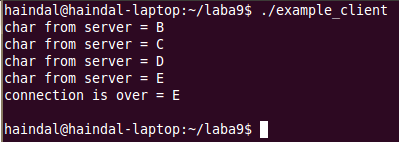 haindal@haindal-laptop:~/laba9$ ./example_client
char from server = B
char from server = C
char from server = D
char from server = E
connection is over = E
haindal@haindal-laptop:~/laba9$